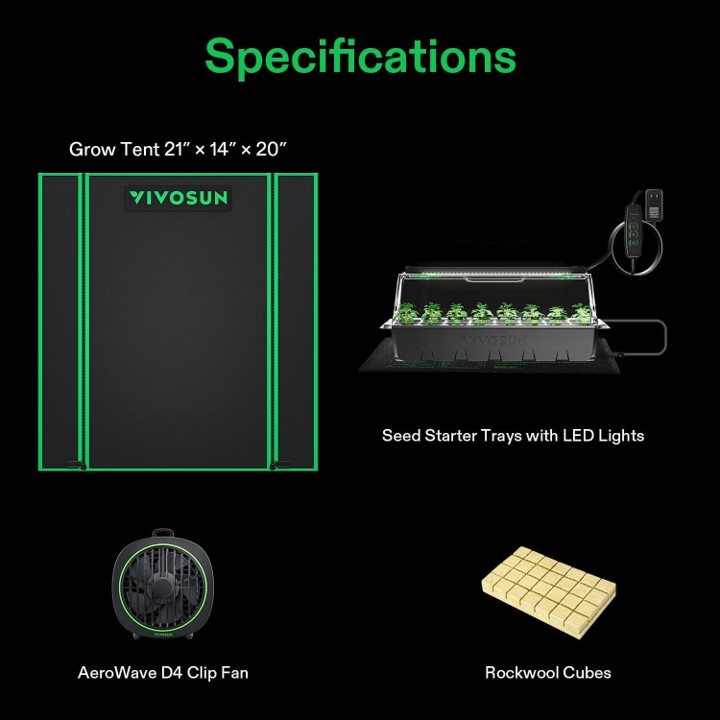 Specifications
Grow Tent 21″ × 14″ × 20″
VIVOSUN
VIVOSUN
Seed Starter Trays with LED Lights
VIVOSUN
AeroWave D4 Clip Fan
Rockwool Cubes